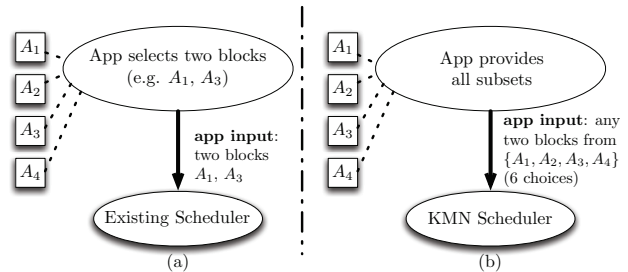 A1
A2
A3
A4
App selects two blocks
(e.g. A1, A3)
app input:
two blocks
A1, A3
Existing Scheduler
(a)
A1
A2
A3
A4
App provides
all subsets
app input: any
two blocks from
{A1, A2, A3, A4}
(6 choices)
KMN Scheduler
(b)